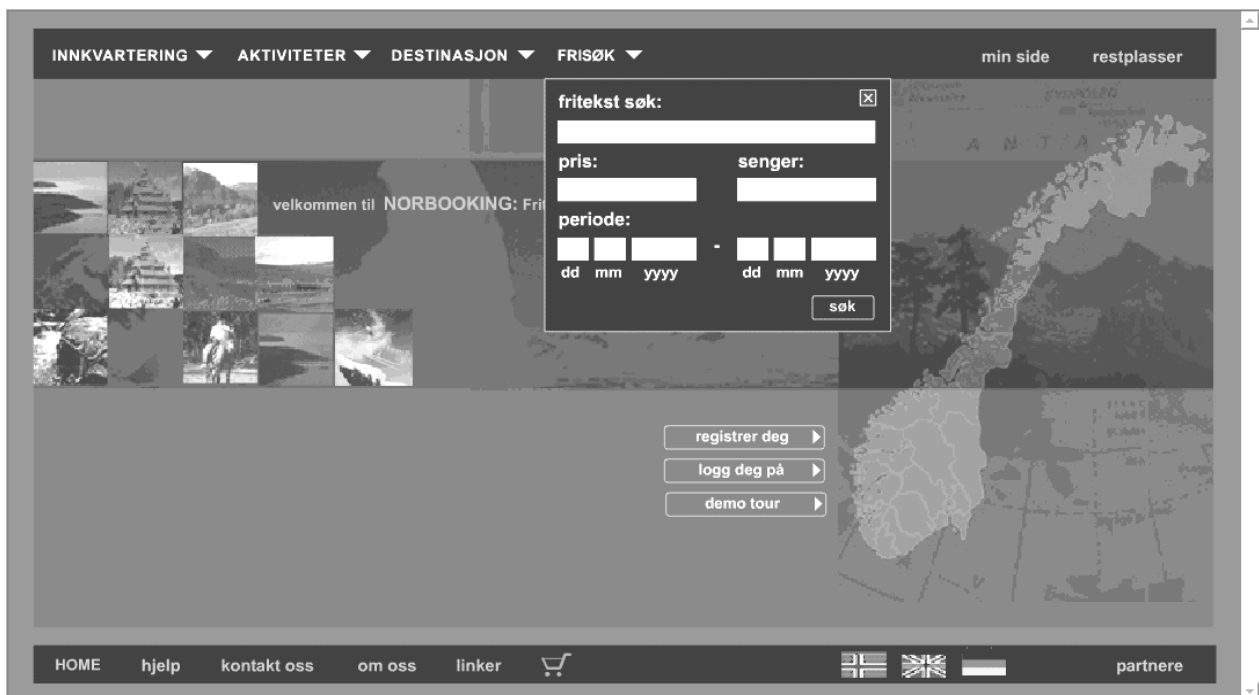 INNKVARTERING AKTIVITETER DESTINASJON FRISØK min side restplasser
fritekst søk:
pris: senger:
velkommen til NORBOOKING: Frit
periode:
-
dd mm yyyy dd mm yyyy
søk
registrer deg
logg deg på
demo tour
HOME hjelp kontakt oss om oss linker partnere